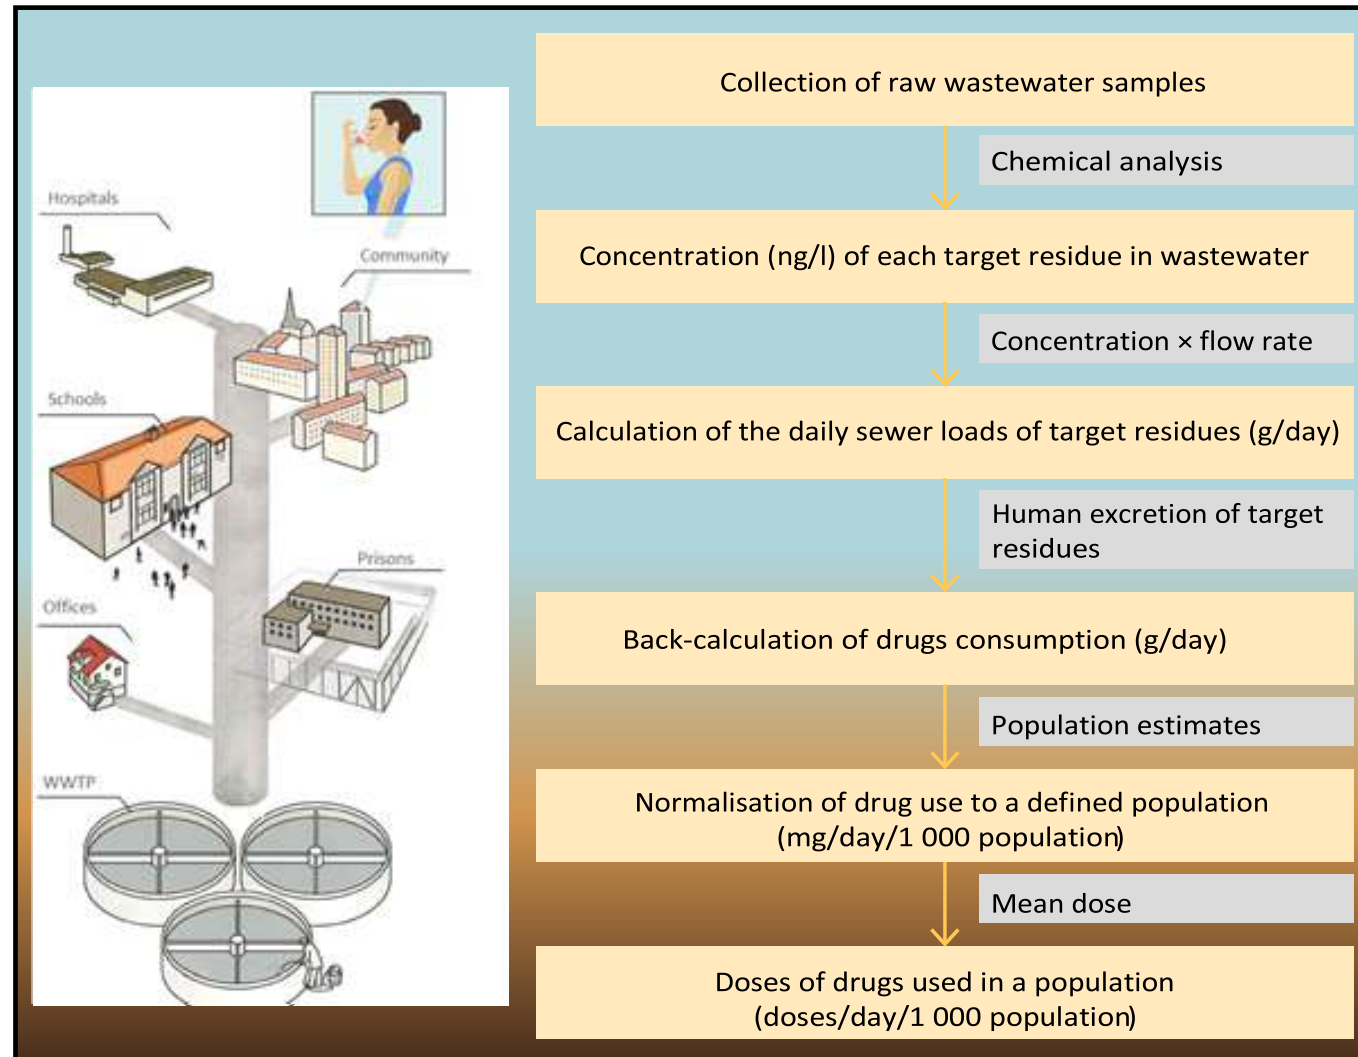 Hospitals
Community
Schools
Prisons
Offices
WWTP
Collection of raw wastewater samples
Chemical analysis
Concentration (ng/l) of each target residue in wastewater
Concentration × flow rate
Calculation of the daily sewer loads of target residues (g/day)
Human excretion of target
residues
Back-calculation of drugs consumption (g/day)
Population estimates
Normalisation of drug use to a defined population
(mg/day/1 000 population)
Mean dose
Doses of drugs used in a population
(doses/day/1 000 population)